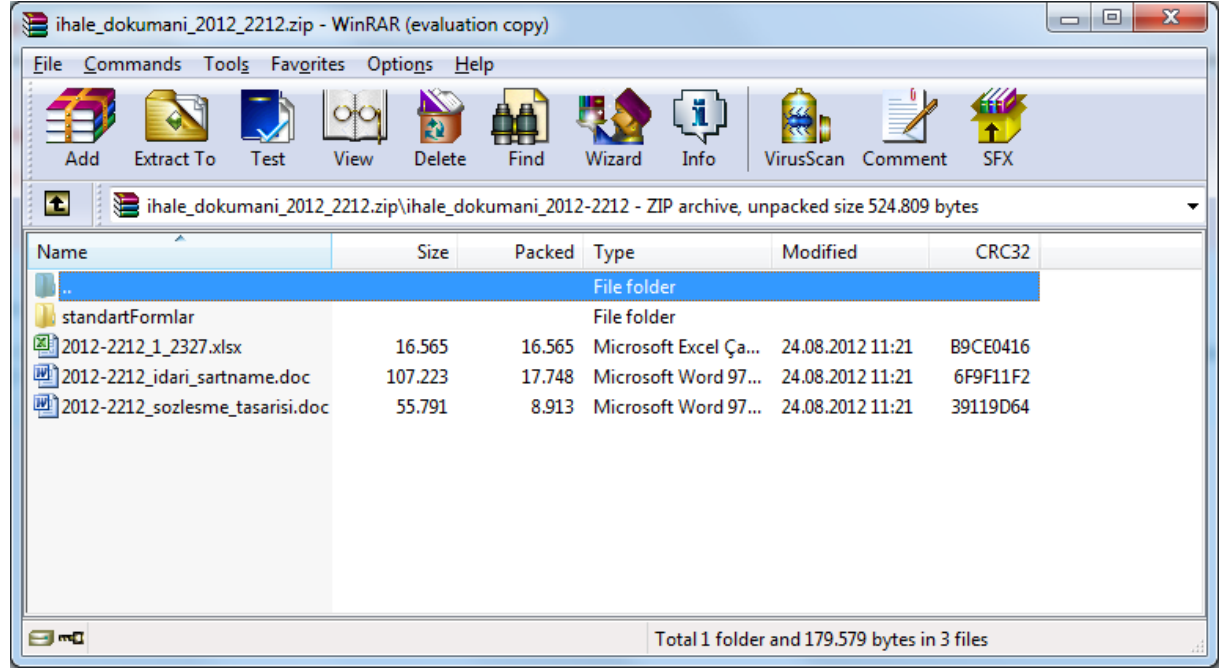 ihale_dokumani_2012_2212.zip - WinRAR (evaluation copy)
File Commands Tools Favorites Options Help
Add Extract To Test View Delete Find Wizard Info VirusScan Comment SFX
ihale_dokumani_2012_2212.zip\ihale_dokumani_2012-2212 - ZIP archive, unpacked size 524.809 bytes
Name Size Packed Type Modified CRC32
.. File folder
standartFormlar File folder
2012-2212_1_2327.xlsx 16.565 16.565 Microsoft Excel Ça... 24.08.2012 11:21 B9CE0416
2012-2212_idari_sartname.doc 107.223 17.748 Microsoft Word 97... 24.08.2012 11:21 6F9F11F2
2012-2212_sozlesme_tasarisi.doc 55.791 8.913 Microsoft Word 97... 24.08.2012 11:21 39119D64
Total 1 folder and 179.579 bytes in 3 files